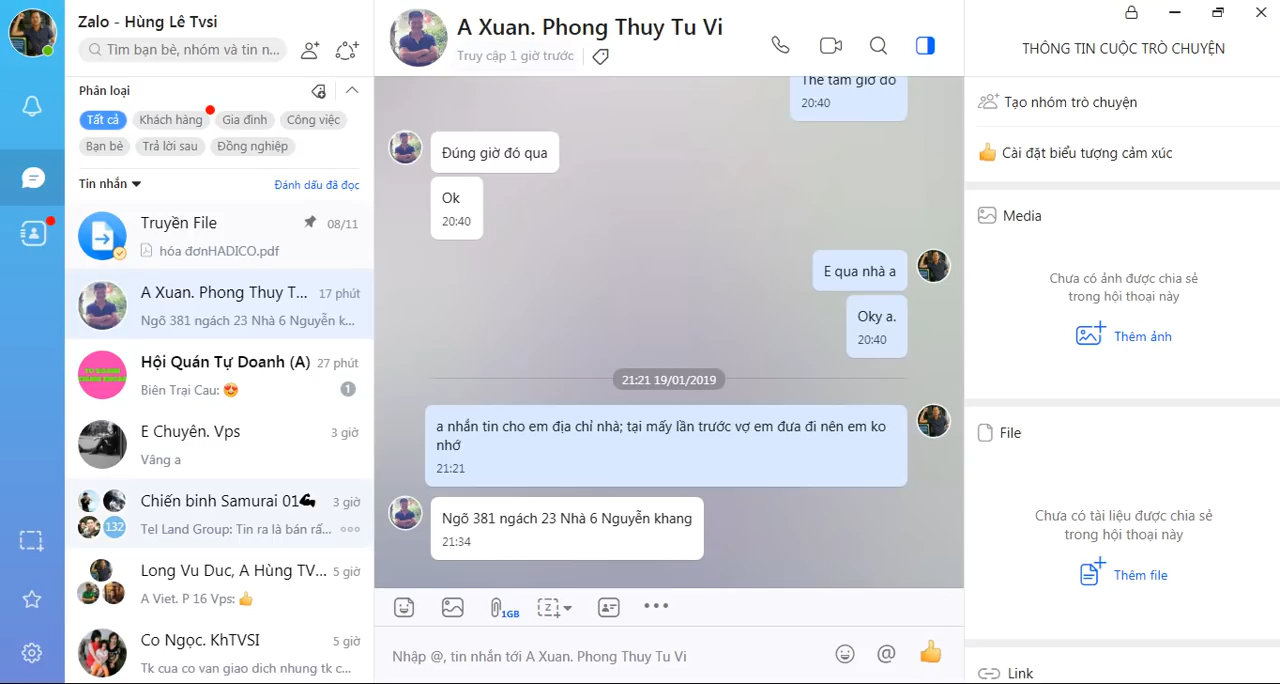 Zalo - Hùng Lê Tvsi
Tìm bạn bè, nhóm và tin n...
Phân loại
Tất cả
Khách hàng
Gia đình
Công việc
Bạn bè
Trả lời sau
Đồng nghiệp
Tin nhắn
Đánh dấu đã đọc
Truyền File
08/11
hóa đơnHADICO.pdf
A Xuan. Phong Thuy T...
17 phút
Ngõ 381 ngách 23 Nhà 6 Nguyễn k...
Hội Quán Tự Doanh (A)
27 phút
Biên Trại Cau: 😍
1
E Chuyên. Vps
3 giờ
Vâng a
Chiến binh Samurai 01💪
3 giờ
132
Tel Land Group: Tin ra là bán rấ...
Long Vu Duc, A Hùng TV...
5 giờ
A Viet. P 16 Vps: 👍
Co Ngọc. KhTVSI
5 giờ
Tk cua co van giao dich nhung tk c...
A Xuan. Phong Thuy Tu Vi
Truy cập 1 giờ trước
Thế tầm giờ đó
20:40
Đúng giờ đó qua
Ok
20:40
E qua nhà a
Oky a.
20:40
21:21 19/01/2019
a nhắn tin cho em địa chỉ nhà; tại mấy lần trước vợ em đưa đi nên em ko
nhớ
21:21
Ngõ 381 ngách 23 Nhà 6 Nguyễn khang
21:34
1GB
Nhập @, tin nhắn tới A Xuan. Phong Thuy Tu Vi
THÔNG TIN CUỘC TRÒ CHUYỆN
Tạo nhóm trò chuyện
👍 Cài đặt biểu tượng cảm xúc
Media
Chưa có ảnh được chia sẻ
trong hội thoại này
Thêm ảnh
File
Chưa có tài liệu được chia sẻ
trong hội thoại này
Thêm file
Link